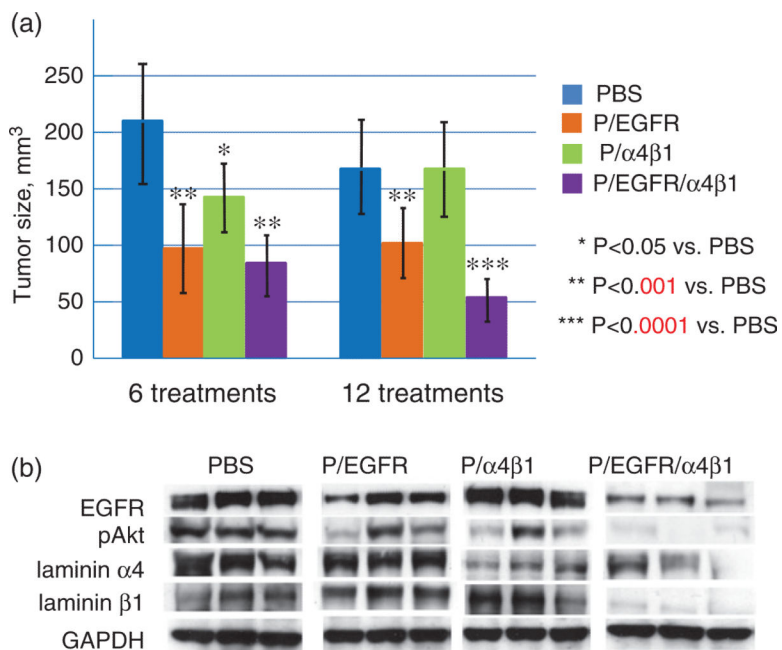 (a)
Tumor size, mm³
250
200
150
100
50
0
**
*
**
**
***
6 treatments
12 treatments
PBS
P/EGFR
P/α4β1
P/EGFR/α4β1
* P<0.05 vs. PBS
** P<0.001 vs. PBS
*** P<0.0001 vs. PBS
(b)
PBS P/EGFR P/α4β1 P/EGFR/α4β1
EGFR
pAkt
laminin α4
laminin β1
GAPDH